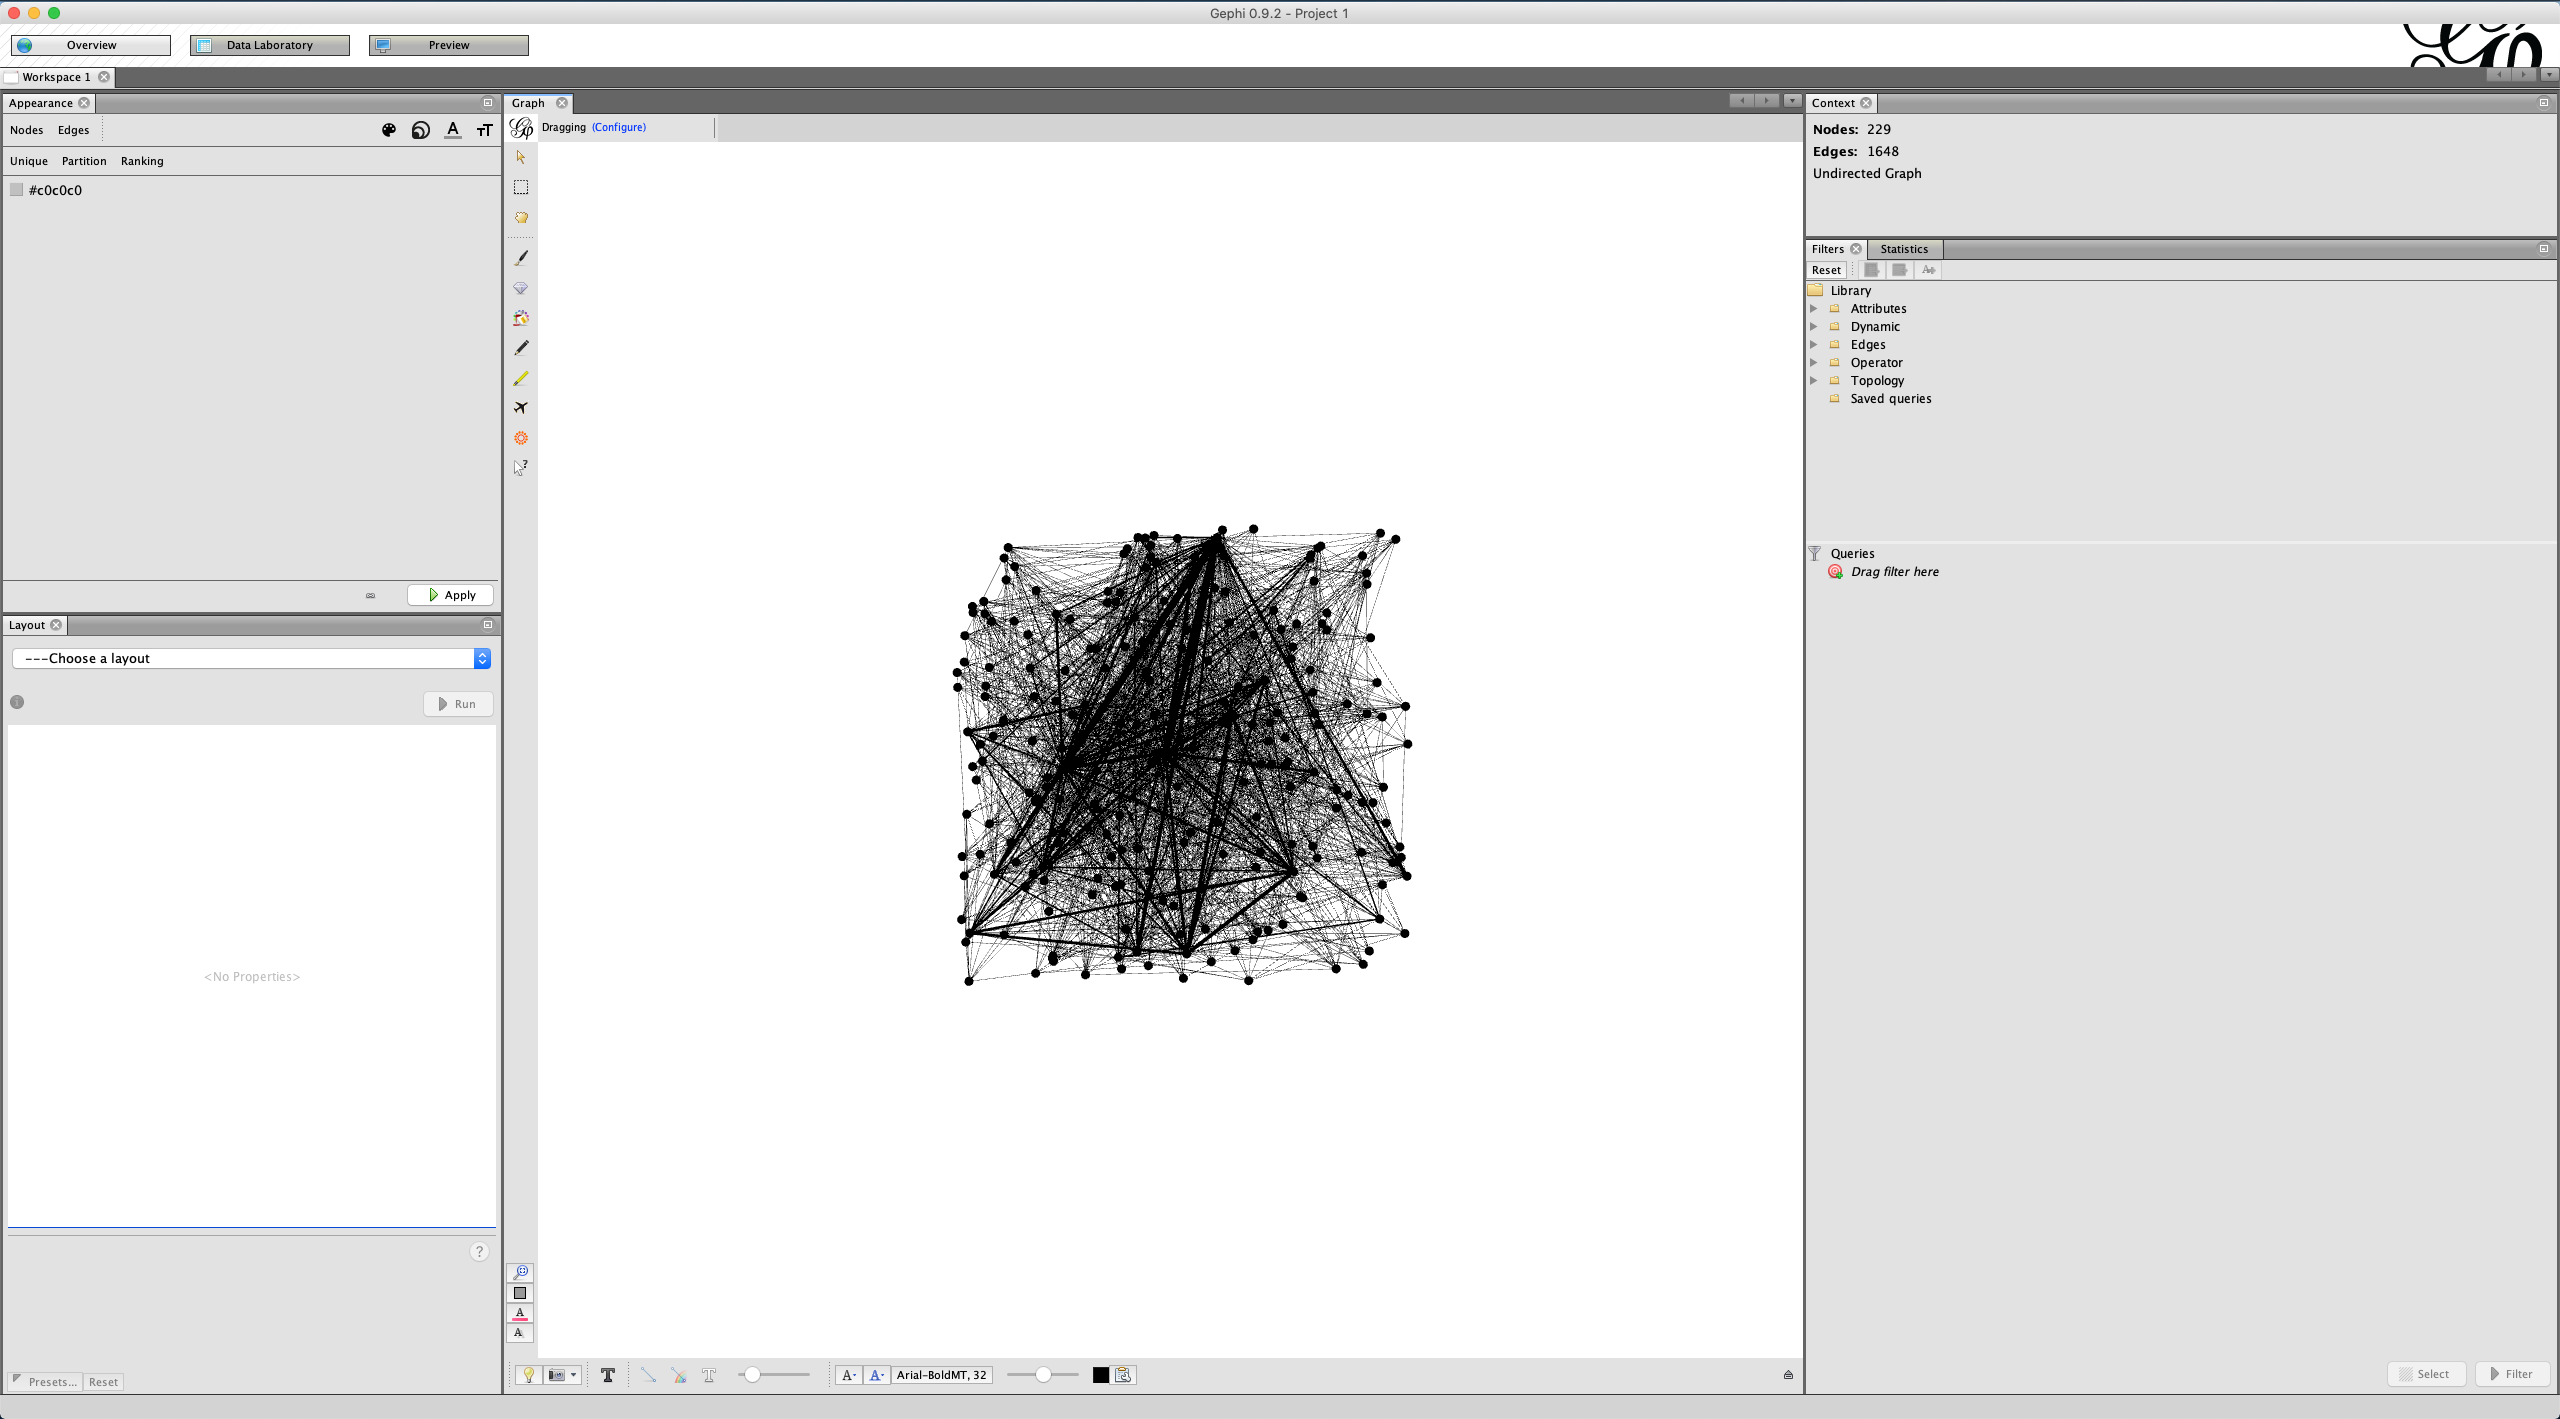 Gephi 0.9.2 - Project 1
Overview
Data Laboratory
Preview
Workspace 1
Appearance
Nodes Edges
Unique Partition Ranking
#c0c0c0
Apply
Layout
---Choose a layout
Run
<No Properties>
?
Presets... Reset
Graph
Dragging (Configure)
A
A
T
T
A
A
Arial-BoldMT, 32
Context
Nodes: 229
Edges: 1648
Undirected Graph
Filters
Statistics
Reset
Library
Attributes
Dynamic
Edges
Operator
Topology
Saved queries
Queries
Drag filter here
Select
Filter